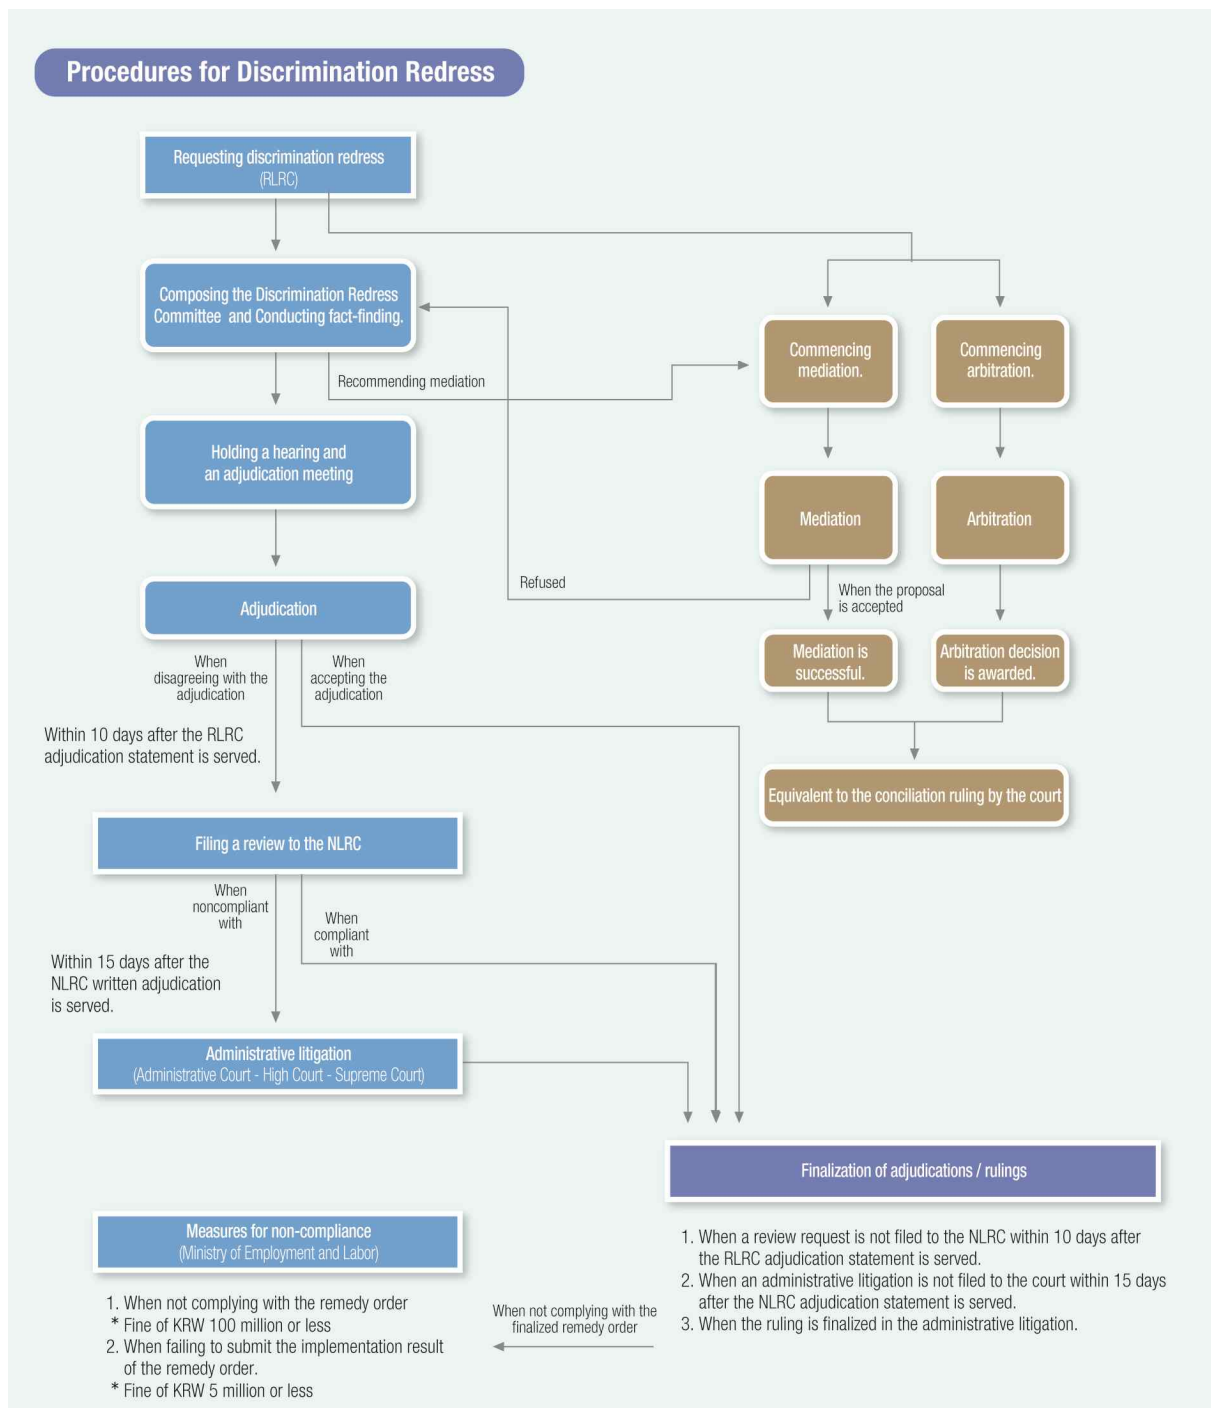 Procedures for Discrimination Redress
Requesting discrimination redress
(RLRC)
Composing the Discrimination Redress
Committee and Conducting fact-finding.
Recommending mediation
Commencing
mediation.
Commencing
arbitration.
Holding a hearing and
an adjudication meeting
Mediation
Arbitration
Refused
When the proposal
is accepted
Adjudication
Mediation is
successful.
Arbitration decision
is awarded.
When
disagreeing with the
adjudication
When
accepting the
adjudication
Within 10 days after the RLRC
adjudication statement is served.
Equivalent to the conciliation ruling by the court
Filing a review to the NLRC
When
noncompliant
with
When
compliant
with
Within 15 days after the
NLRC written adjudication
is served.
Administrative litigation
(Administrative Court - High Court - Supreme Court)
Finalization of adjudications / rulings
1. When a review request is not filed to the NLRC within 10 days after
the RLRC adjudication statement is served.
2. When an administrative litigation is not filed to the court within 15 days
after the NLRC adjudication statement is served.
3. When the ruling is finalized in the administrative litigation.
When not complying with the
finalized remedy order
Measures for non-compliance
(Ministry of Employment and Labor)
1. When not complying with the remedy order
* Fine of KRW 100 million or less
2. When failing to submit the implementation result
of the remedy order.
* Fine of KRW 5 million or less